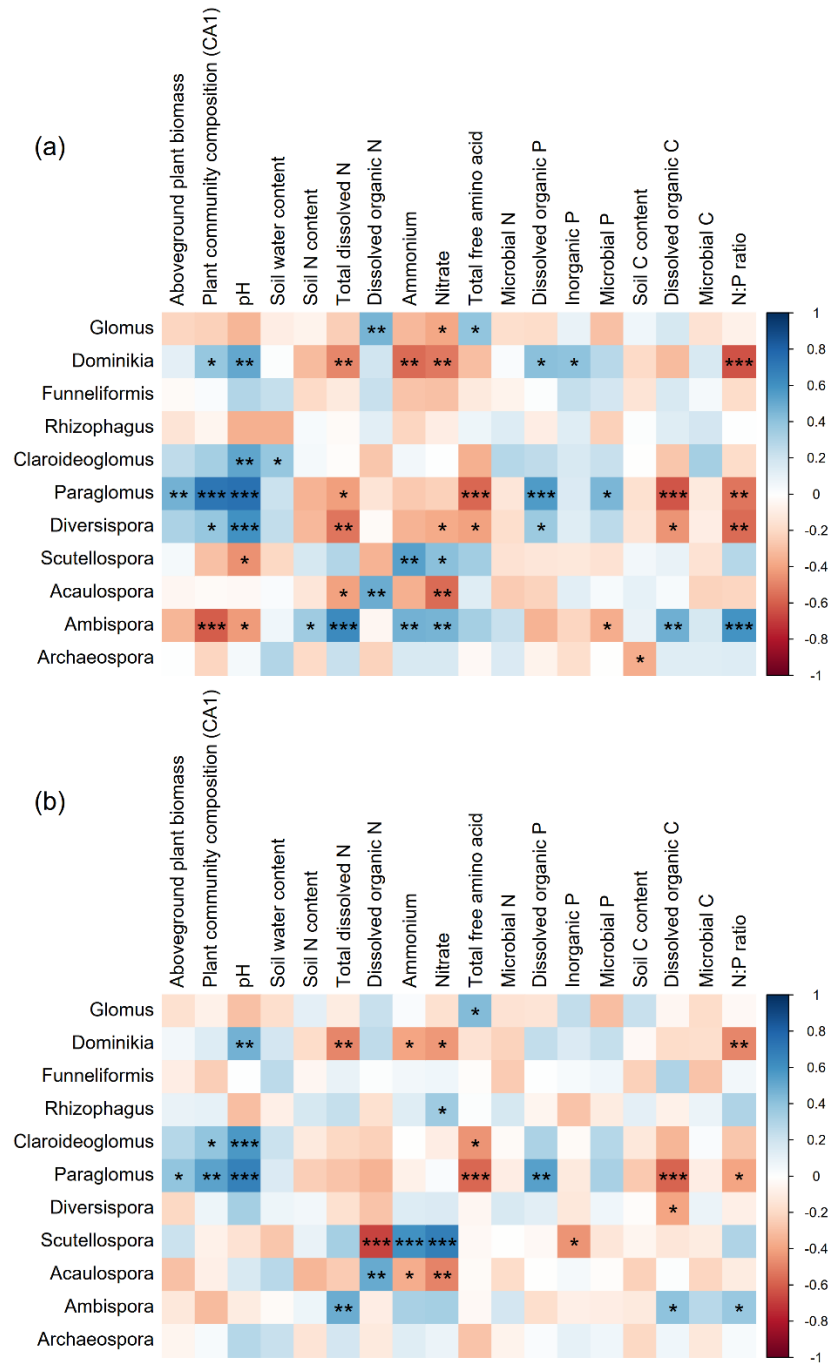 (a)
Aboveground plant biomass
Plant community composition (CA1)
pH
Soil water content
Soil N content
Total dissolved N
Dissolved organic N
Ammonium
Nitrate
Total free amino acid
Microbial N
Dissolved organic P
Inorganic P
Microbial P
Soil C content
Dissolved organic C
Microbial C
N:P ratio
Glomus ** * *
Dominikia * ** ** ** ** * * ***
Funneliformis
Rhizophagus
Claroideoglomus ** *
Paraglomus ** *** *** * *** *** * *** **
Diversispora * *** ** * * * * **
Scutellospora * ** *
Acaulospora * ** **
Ambispora *** * * *** ** ** * ** ***
Archaeospora *
1
0.8
0.6
0.4
0.2
0
-0.2
-0.4
-0.6
-0.8
-1
(b)
Aboveground plant biomass
Plant community composition (CA1)
pH
Soil water content
Soil N content
Total dissolved N
Dissolved organic N
Ammonium
Nitrate
Total free amino acid
Microbial N
Dissolved organic P
Inorganic P
Microbial P
Soil C content
Dissolved organic C
Microbial C
N:P ratio
Glomus *
Dominikia ** ** * * **
Funneliformis
Rhizophagus *
Claroideoglomus * *** *
Paraglomus * ** *** *** ** *** *
Diversispora *
Scutellospora *** *** *** *
Acaulospora ** * **
Ambispora ** * *
Archaeospora
1
0.8
0.6
0.4
0.2
0
-0.2
-0.4
-0.6
-0.8
-1